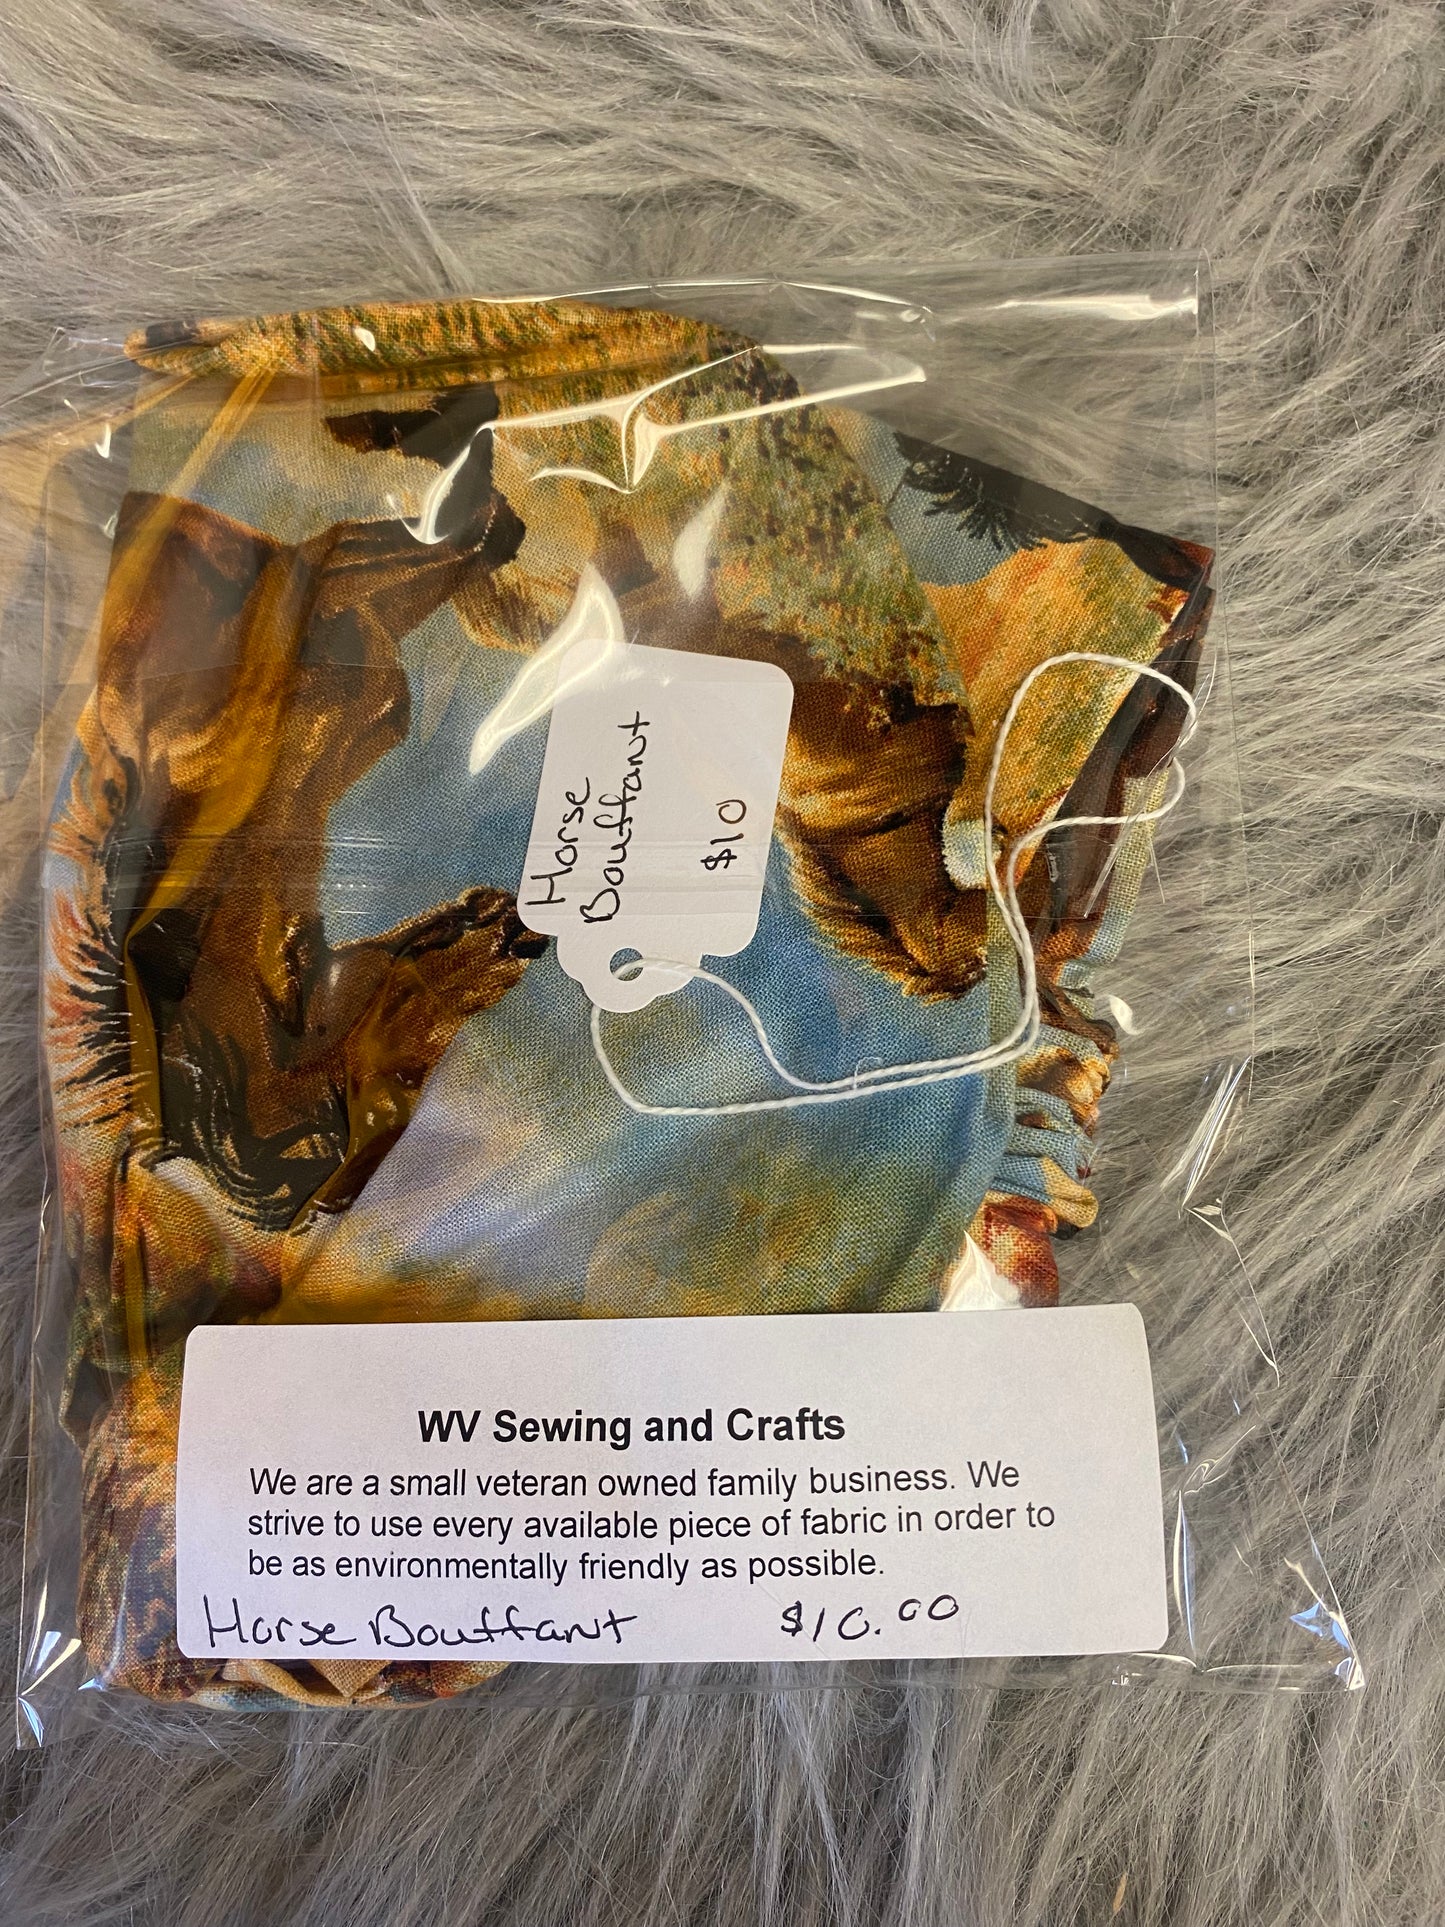 Horse
Bouffant
$10
WV Sewing and Crafts
We are a small veteran owned family business. We
strive to use every available piece of fabric in order to
be as environmentally friendly as possible.
Horse Bouffant $10.00